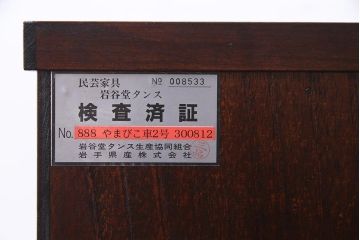 民芸家具 № 008533
岩谷堂タンス
検査済証
No. 888 やまびこ車2号 300812
岩谷堂タンス生産協同組合
岩手県産株式会社